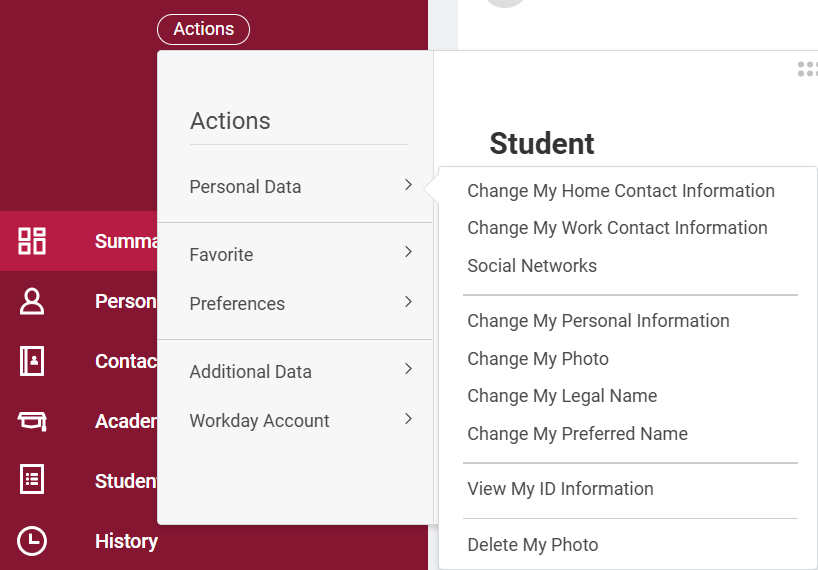 Actions
Actions
Personal Data
Favorite
Preferences
Additional Data
Workday Account
Student
Change My Home Contact Information
Change My Work Contact Information
Social Networks
Change My Personal Information
Change My Photo
Change My Legal Name
Change My Preferred Name
View My ID Information
Delete My Photo
Summa
Person
Contac
Acader
Studen
History